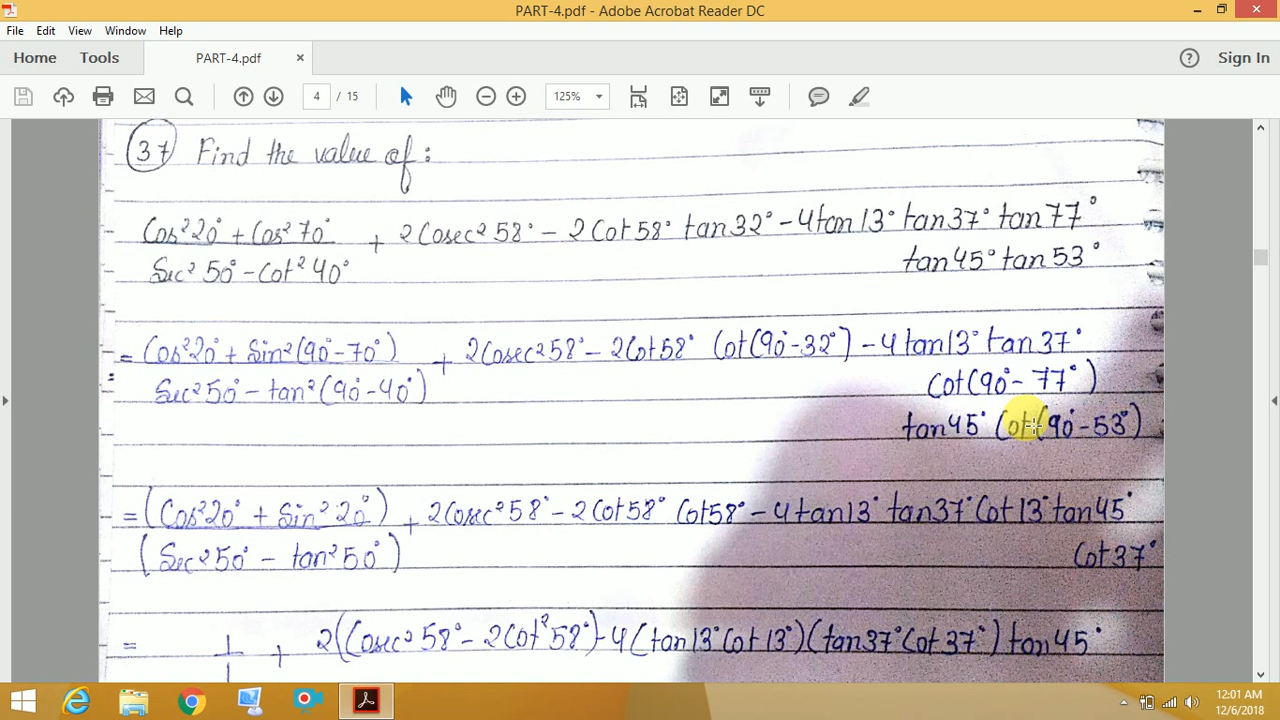 PART-4.pdf - Adobe Acrobat Reader DC
File Edit View Window Help
Home Tools PART-4.pdf × ? Sign In
4 / 15 125%
37 Find the value of :
Cos²20° + Cos²70° + 2Cosec²58° - 2Cot58° tan32° - 4tan13° tan37° tan77°
Sec²50° - Cot²40° tan45° tan53°
= Cos²20° + Sin²(90° - 70°) + 2Cosec²58° - 2Cot58° Cot(90° - 32°) - 4tan13° tan37°
Sec²50° - tan²(90° - 40°) Cot(90° - 77°)
tan45° Cot(90° - 53°)
= (Cos²20° + Sin²20°) + 2Cosec²58° - 2Cot58° Cot58° - 4tan13° tan37° Cot13° tan45°
(Sec²50° - tan²50°) Cot37°
= 1 + 2(Cosec²58° - 2Cot²58°) - 4(tan13° Cot13°)(tan37° Cot37°) tan45°
1
12:01 AM
12/6/2018